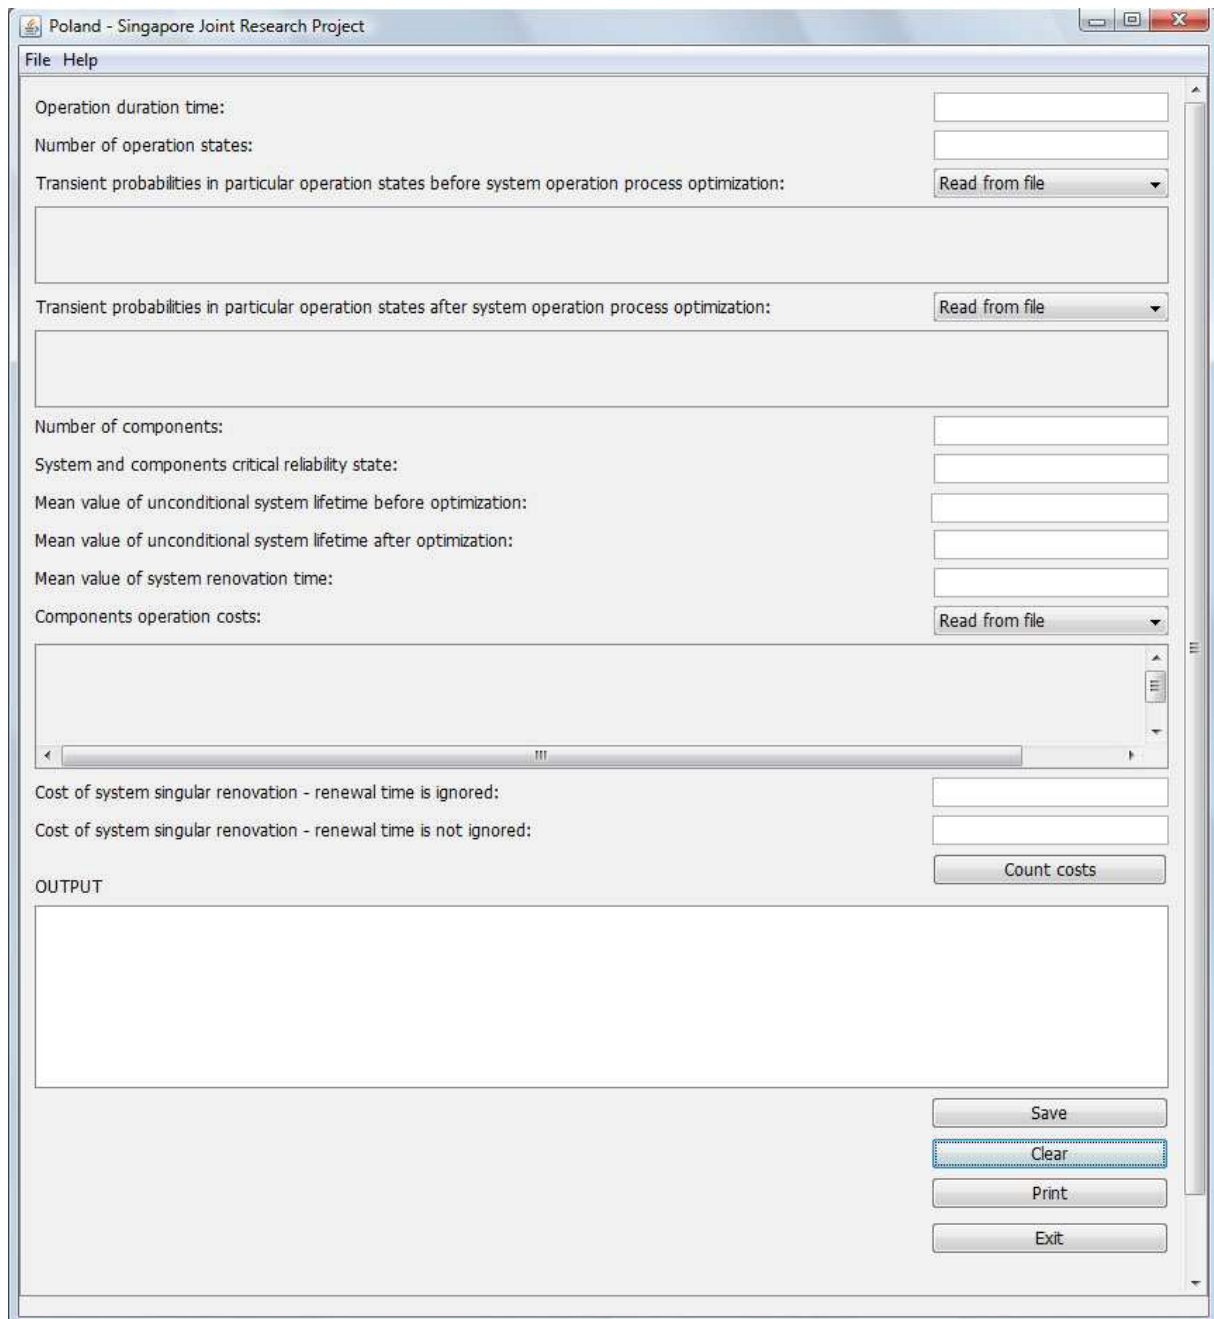 Poland - Singapore Joint Research Project
File Help
Operation duration time:
Number of operation states:
Transient probabilities in particular operation states before system operation process optimization: Read from file
Transient probabilities in particular operation states after system operation process optimization: Read from file
Number of components:
System and components critical reliability state:
Mean value of unconditional system lifetime before optimization:
Mean value of unconditional system lifetime after optimization:
Mean value of system renovation time:
Components operation costs: Read from file
Cost of system singular renovation - renewal time is ignored:
Cost of system singular renovation - renewal time is not ignored:
Count costs
OUTPUT
Save
Clear
Print
Exit